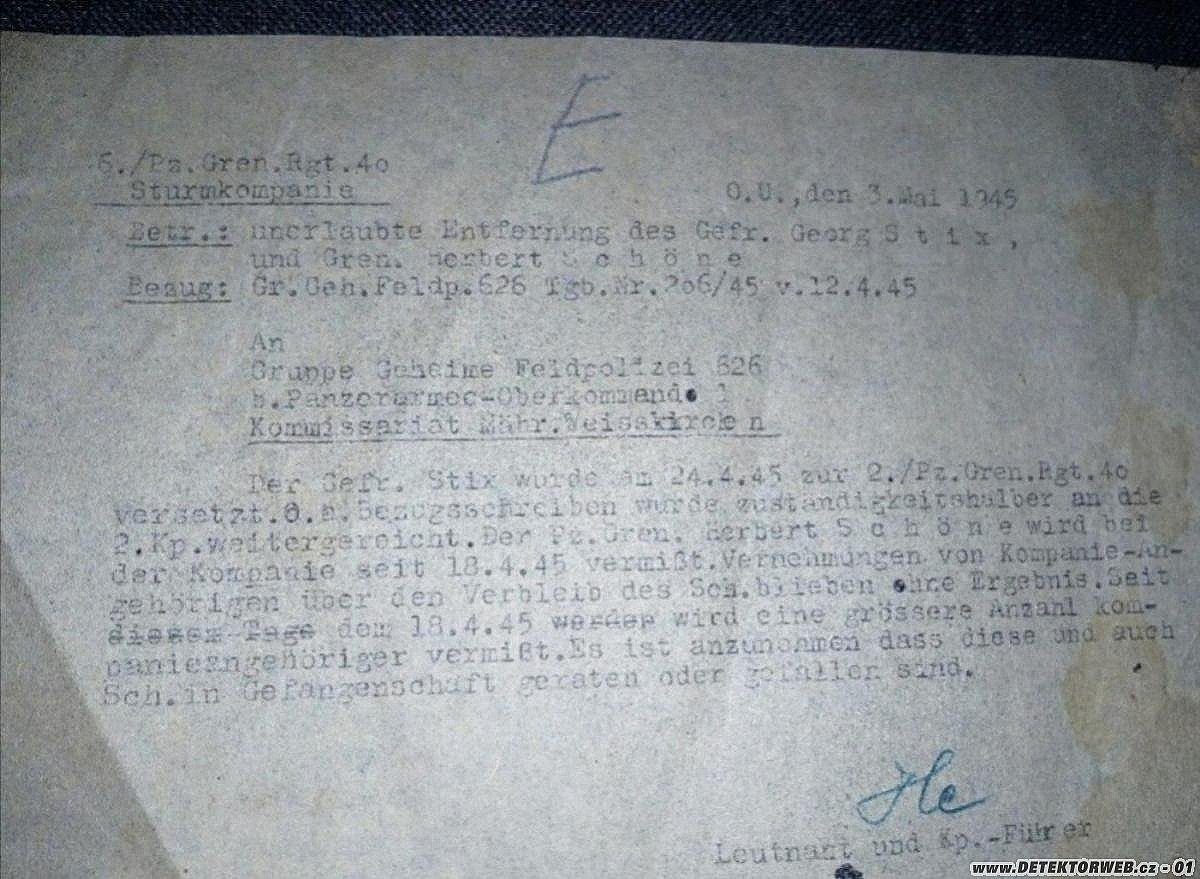 E
6./Pz.Gren.Rgt.4o
Sturmkompanie
O.U.,den 3.Mai 1945
Betr.: unerlaubte Entfernung des Gefr. Georg S t i x ,
und Gren. Herbert S c h ö n e
Bezug: Gr.Geh.Feldp.626 Tgb.Nr.2o6/45 v.12.4.45
An
Gruppe Geheime Feldpolizei 626
b.Panzerarmee-Oberkommando 1
Kommissariat Mähr.Weisskirchen
Der Gefr. Stix wurde am 24.4.45 zur 2./Pz.Gren.Rgt.4o
versetzt.O.a.Bezugsschreiben wurde zuständigkeitshalber an die
2.Kp.weitergereicht.Der Pz.Gren. Herbert S c h ö n e wird bei
der Kompanie seit 18.4.45 vermißt.Vernehmungen von Kompanie-An-
gehörigen über den Verbleib des Sch.blieben ohne Ergebnis.Seit
diesem Tage dem 18.4.45 werden wird eine grössere Anzahl kom-
panieangehöriger vermißt.Es ist anzunehmen dass diese und auch
Sch.in Gefangenschaft geraten oder gefallen sind.
Leutnant und Kp.-Führer
www.DETEKTORWEB.cz - 01